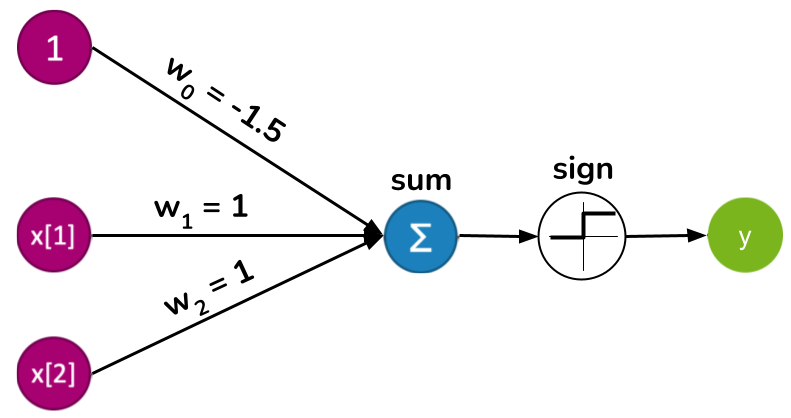 1
w₀ = -1.5
sum
sign
w₁ = 1
x[1]
Σ
y
w₂ = 1
x[2]